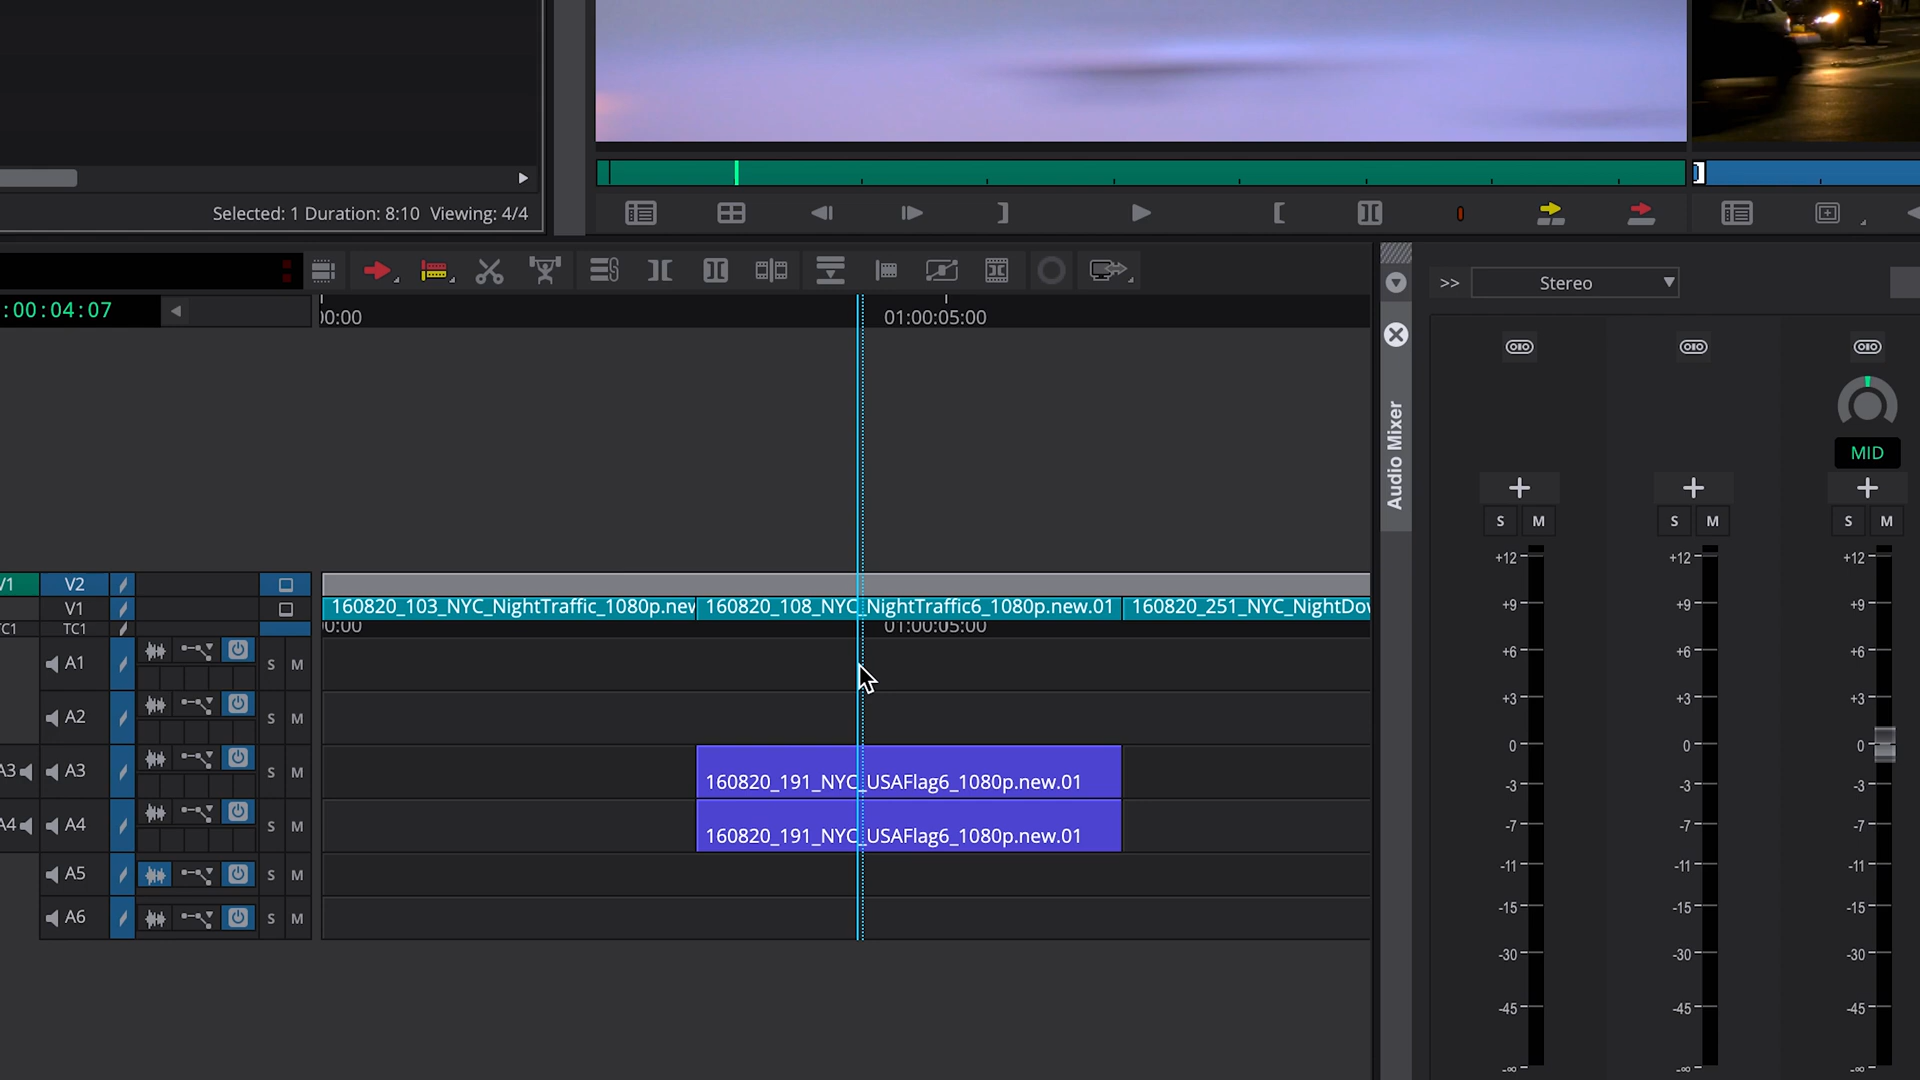 Selected: 1 Duration: 8:10 Viewing: 4/4
:00:04:07
00:00
01:00:05:00
>> Stereo
Audio Mixer
MID
S M
S M
S M
+12 +12 +12
+9 +9 +9
+6 +6 +6
+3 +3 +3
0 0 0
-3 -3 -3
-7 -7 -7
-11 -11 -11
-15 -15 -15
-30 -30 -30
-45 -45 -45
-∞ -∞ -∞
V1 V2
V1 160820_103_NYC_NightTraffic_1080p.new 160820_108_NYC_NightTraffic6_1080p.new.01 160820_251_NYC_NightDow
TC1 TC1 0:00 01:00:05:00
A1 S M
A2 S M
A3 A3 S M 160820_191_NYC_USAFlag6_1080p.new.01
A4 A4 S M 160820_191_NYC_USAFlag6_1080p.new.01
A5 S M
A6 S M